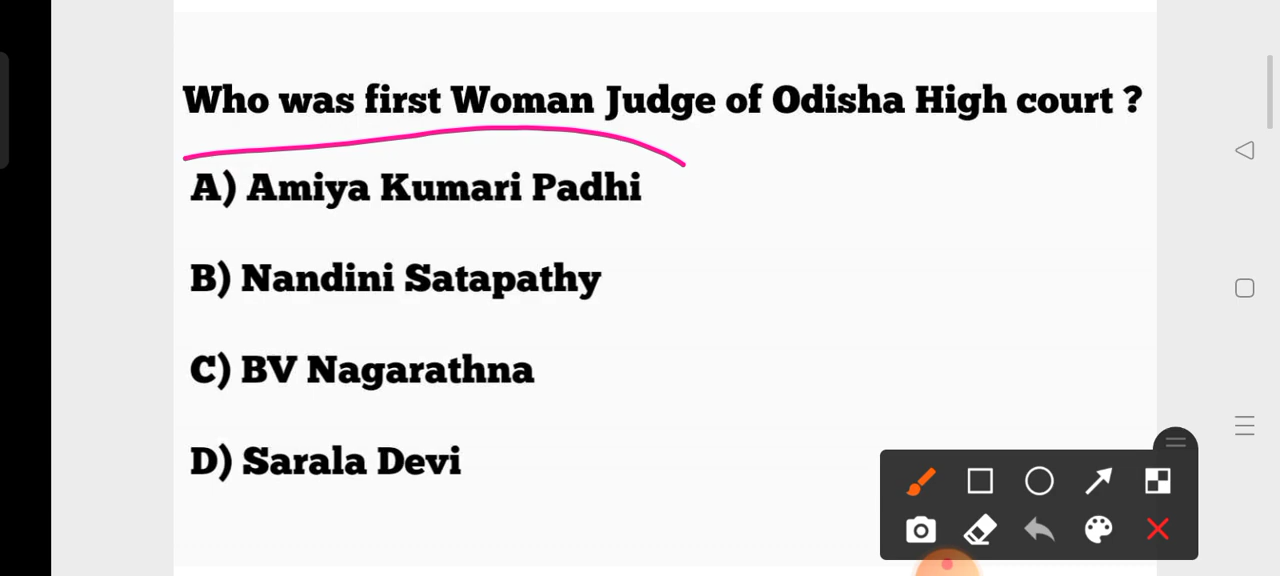 Who was first Woman Judge of Odisha High court ?
A) Amiya Kumari Padhi
B) Nandini Satapathy
C) BV Nagarathna
D) Sarala Devi